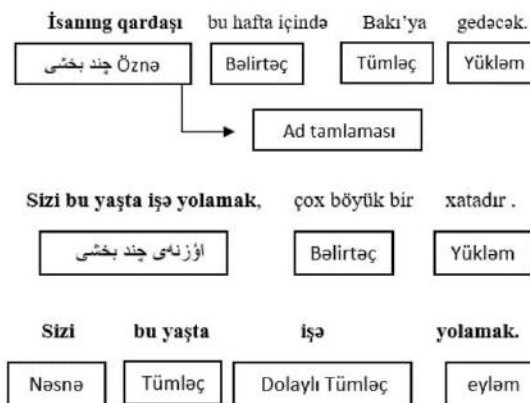 İsanıng qardaşı bu hafta içində Bakı’ya gedəcək.
چند بخشی Öznə Bəlirtəç Tümləç Yükləm
Ad tamlaması
Sizi bu yaşta işə yolamak, çox böyük bir xatadır .
اؤزنه‌ی چند بخشی Bəlirtəç Yükləm
Sizi bu yaşta işə yolamak.
Nəsnə Tümləç Dolaylı Tümləç eyləm